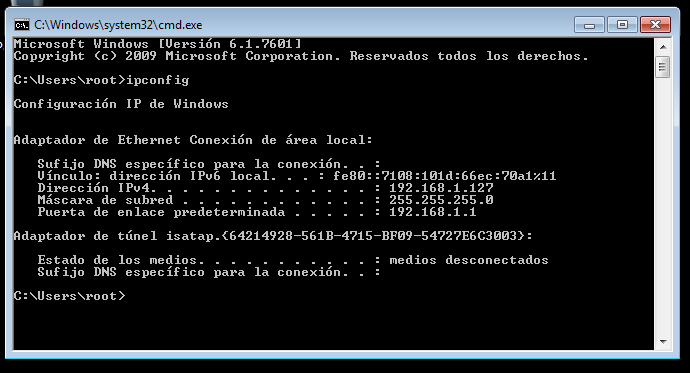 C:\Windows\system32\cmd.exe
Microsoft Windows [Versión 6.1.7601]
Copyright (c) 2009 Microsoft Corporation. Reservados todos los derechos.
C:\Users\root>ipconfig
Configuración IP de Windows
Adaptador de Ethernet Conexión de área local:
   Sufijo DNS específico para la conexión. . :
   Vínculo: dirección IPv6 local. . . : fe80::7108:101d:66ec:70a1%11
   Dirección IPv4. . . . . . . . . . . . . . : 192.168.1.127
   Máscara de subred . . . . . . . . . . . . : 255.255.255.0
   Puerta de enlace predeterminada . . . . . : 192.168.1.1
Adaptador de túnel isatap.{64214928-561B-4715-BF09-54727E6C3003}:
   Estado de los medios. . . . . . . . . . . : medios desconectados
   Sufijo DNS específico para la conexión. . :
C:\Users\root>